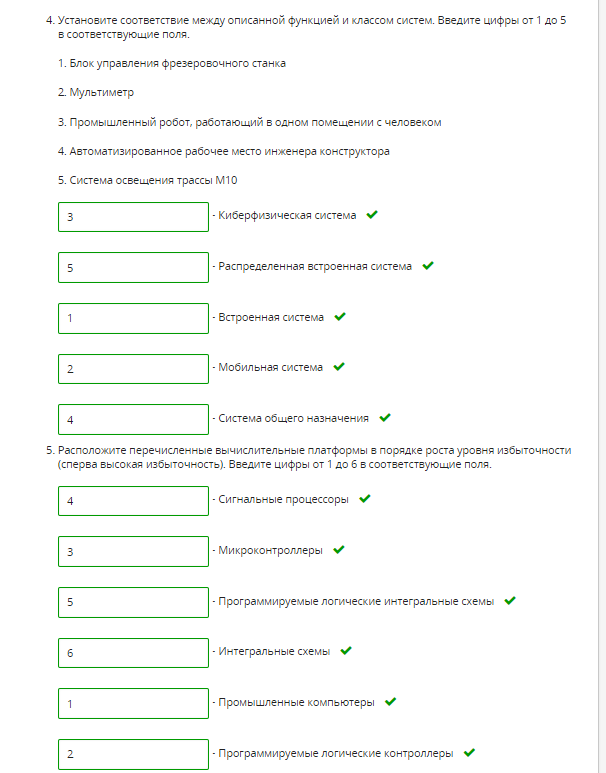 4. Установите соответствие между описанной функцией и классом систем. Введите цифры от 1 до 5
в соответствующие поля.
1. Блок управления фрезеровочного станка
2. Мультиметр
3. Промышленный робот, работающий в одном помещении с человеком
4. Автоматизированное рабочее место инженера конструктора
5. Система освещения трассы М10
3 - Киберфизическая система
5 - Распределенная встроенная система
1 - Встроенная система
2 - Мобильная система
4 - Система общего назначения
5. Расположите перечисленные вычислительные платформы в порядке роста уровня избыточности
(сперва высокая избыточность). Введите цифры от 1 до 6 в соответствующие поля.
4 - Сигнальные процессоры
3 - Микроконтроллеры
5 - Программируемые логические интегральные схемы
6 - Интегральные схемы
1 - Промышленные компьютеры
2 - Программируемые логические контроллеры